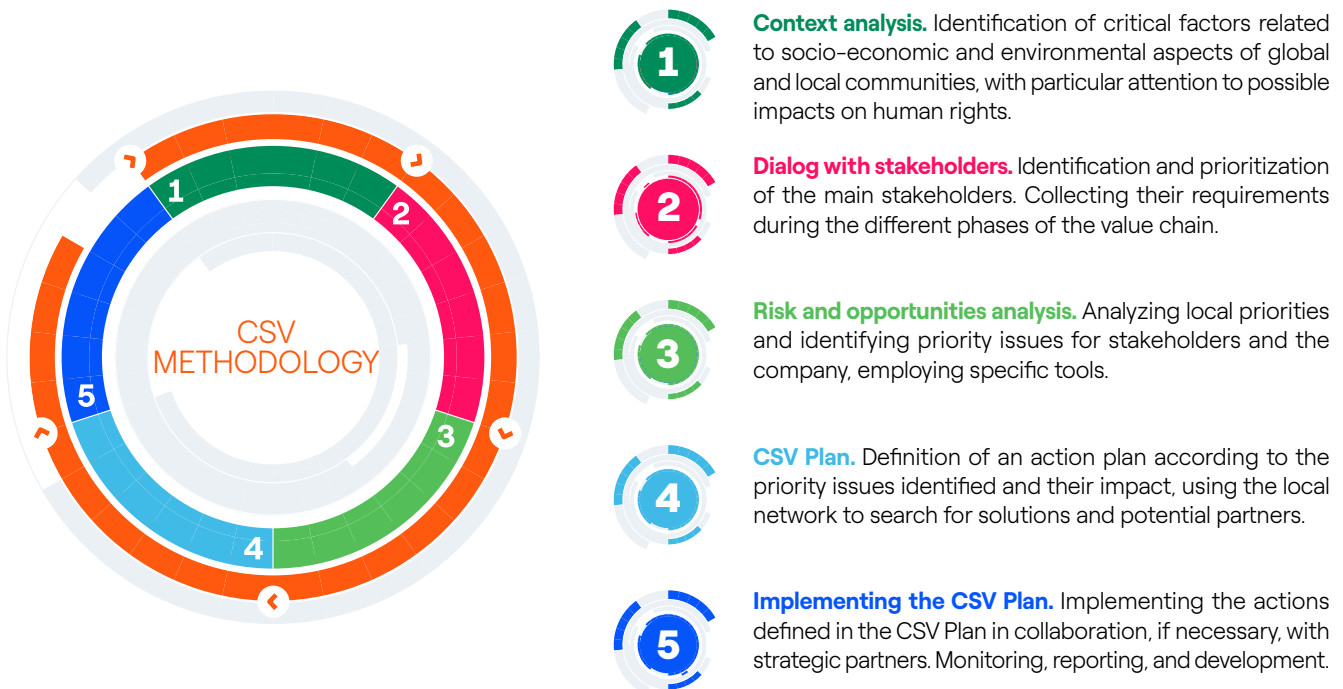 1
2
3
4
5
CSV
METHODOLOGY
1
Context analysis. Identification of critical factors related
to socio-economic and environmental aspects of global
and local communities, with particular attention to possible
impacts on human rights.
2
Dialog with stakeholders. Identification and prioritization
of the main stakeholders. Collecting their requirements
during the different phases of the value chain.
3
Risk and opportunities analysis. Analyzing local priorities
and identifying priority issues for stakeholders and the
company, employing specific tools.
4
CSV Plan. Definition of an action plan according to the
priority issues identified and their impact, using the local
network to search for solutions and potential partners.
5
Implementing the CSV Plan. Implementing the actions
defined in the CSV Plan in collaboration, if necessary, with
strategic partners. Monitoring, reporting, and development.